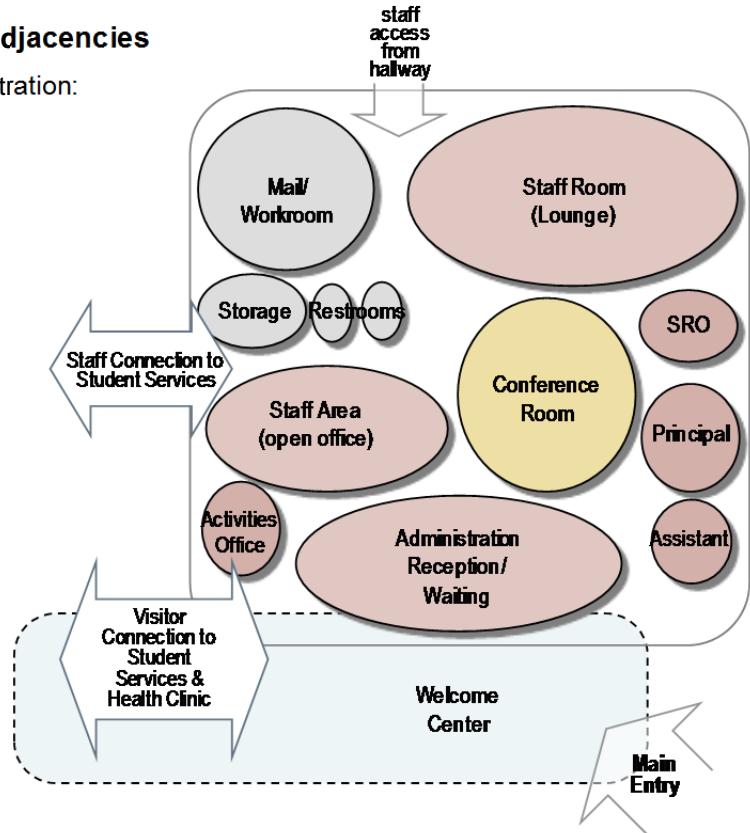 djacencies
tration:
staff
access
from
hallway
Mail/
Workroom
Staff Room
(Lounge)
Storage
Restrooms
SRO
Staff Connection to
Student Services
Conference
Room
Staff Area
(open office)
Principal
Activities
Office
Administration
Reception/
Waiting
Assistant
Visitor
Connection to
Student
Services &
Health Clinic
Welcome
Center
Main
Entry